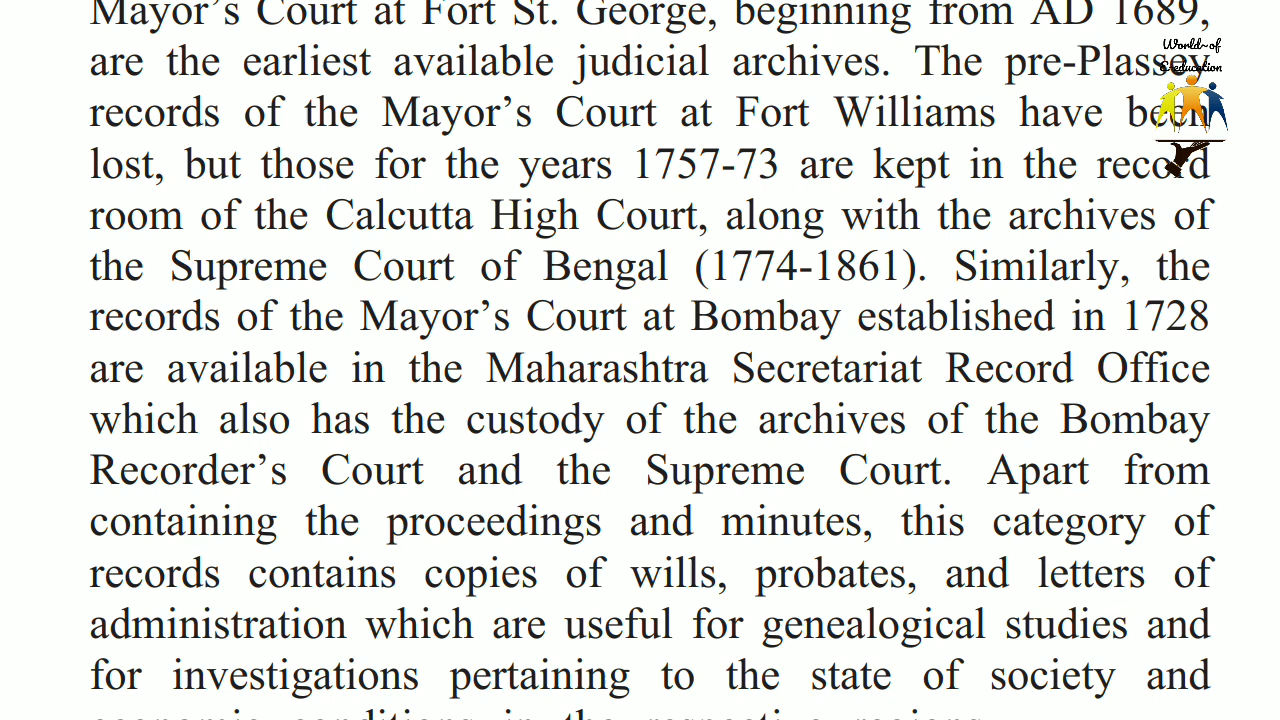 Mayor’s Court at Fort St. George, beginning from AD 1689,
are the earliest available judicial archives. The pre-Plassey
records of the Mayor’s Court at Fort Williams have been
lost, but those for the years 1757-73 are kept in the record
room of the Calcutta High Court, along with the archives of
the Supreme Court of Bengal (1774-1861). Similarly, the
records of the Mayor’s Court at Bombay established in 1728
are available in the Maharashtra Secretariat Record Office
which also has the custody of the archives of the Bombay
Recorder’s Court and the Supreme Court. Apart from
containing the proceedings and minutes, this category of
records contains copies of wills, probates, and letters of
administration which are useful for genealogical studies and
for investigations pertaining to the state of society and
economic conditions in the respective regions.
World~of